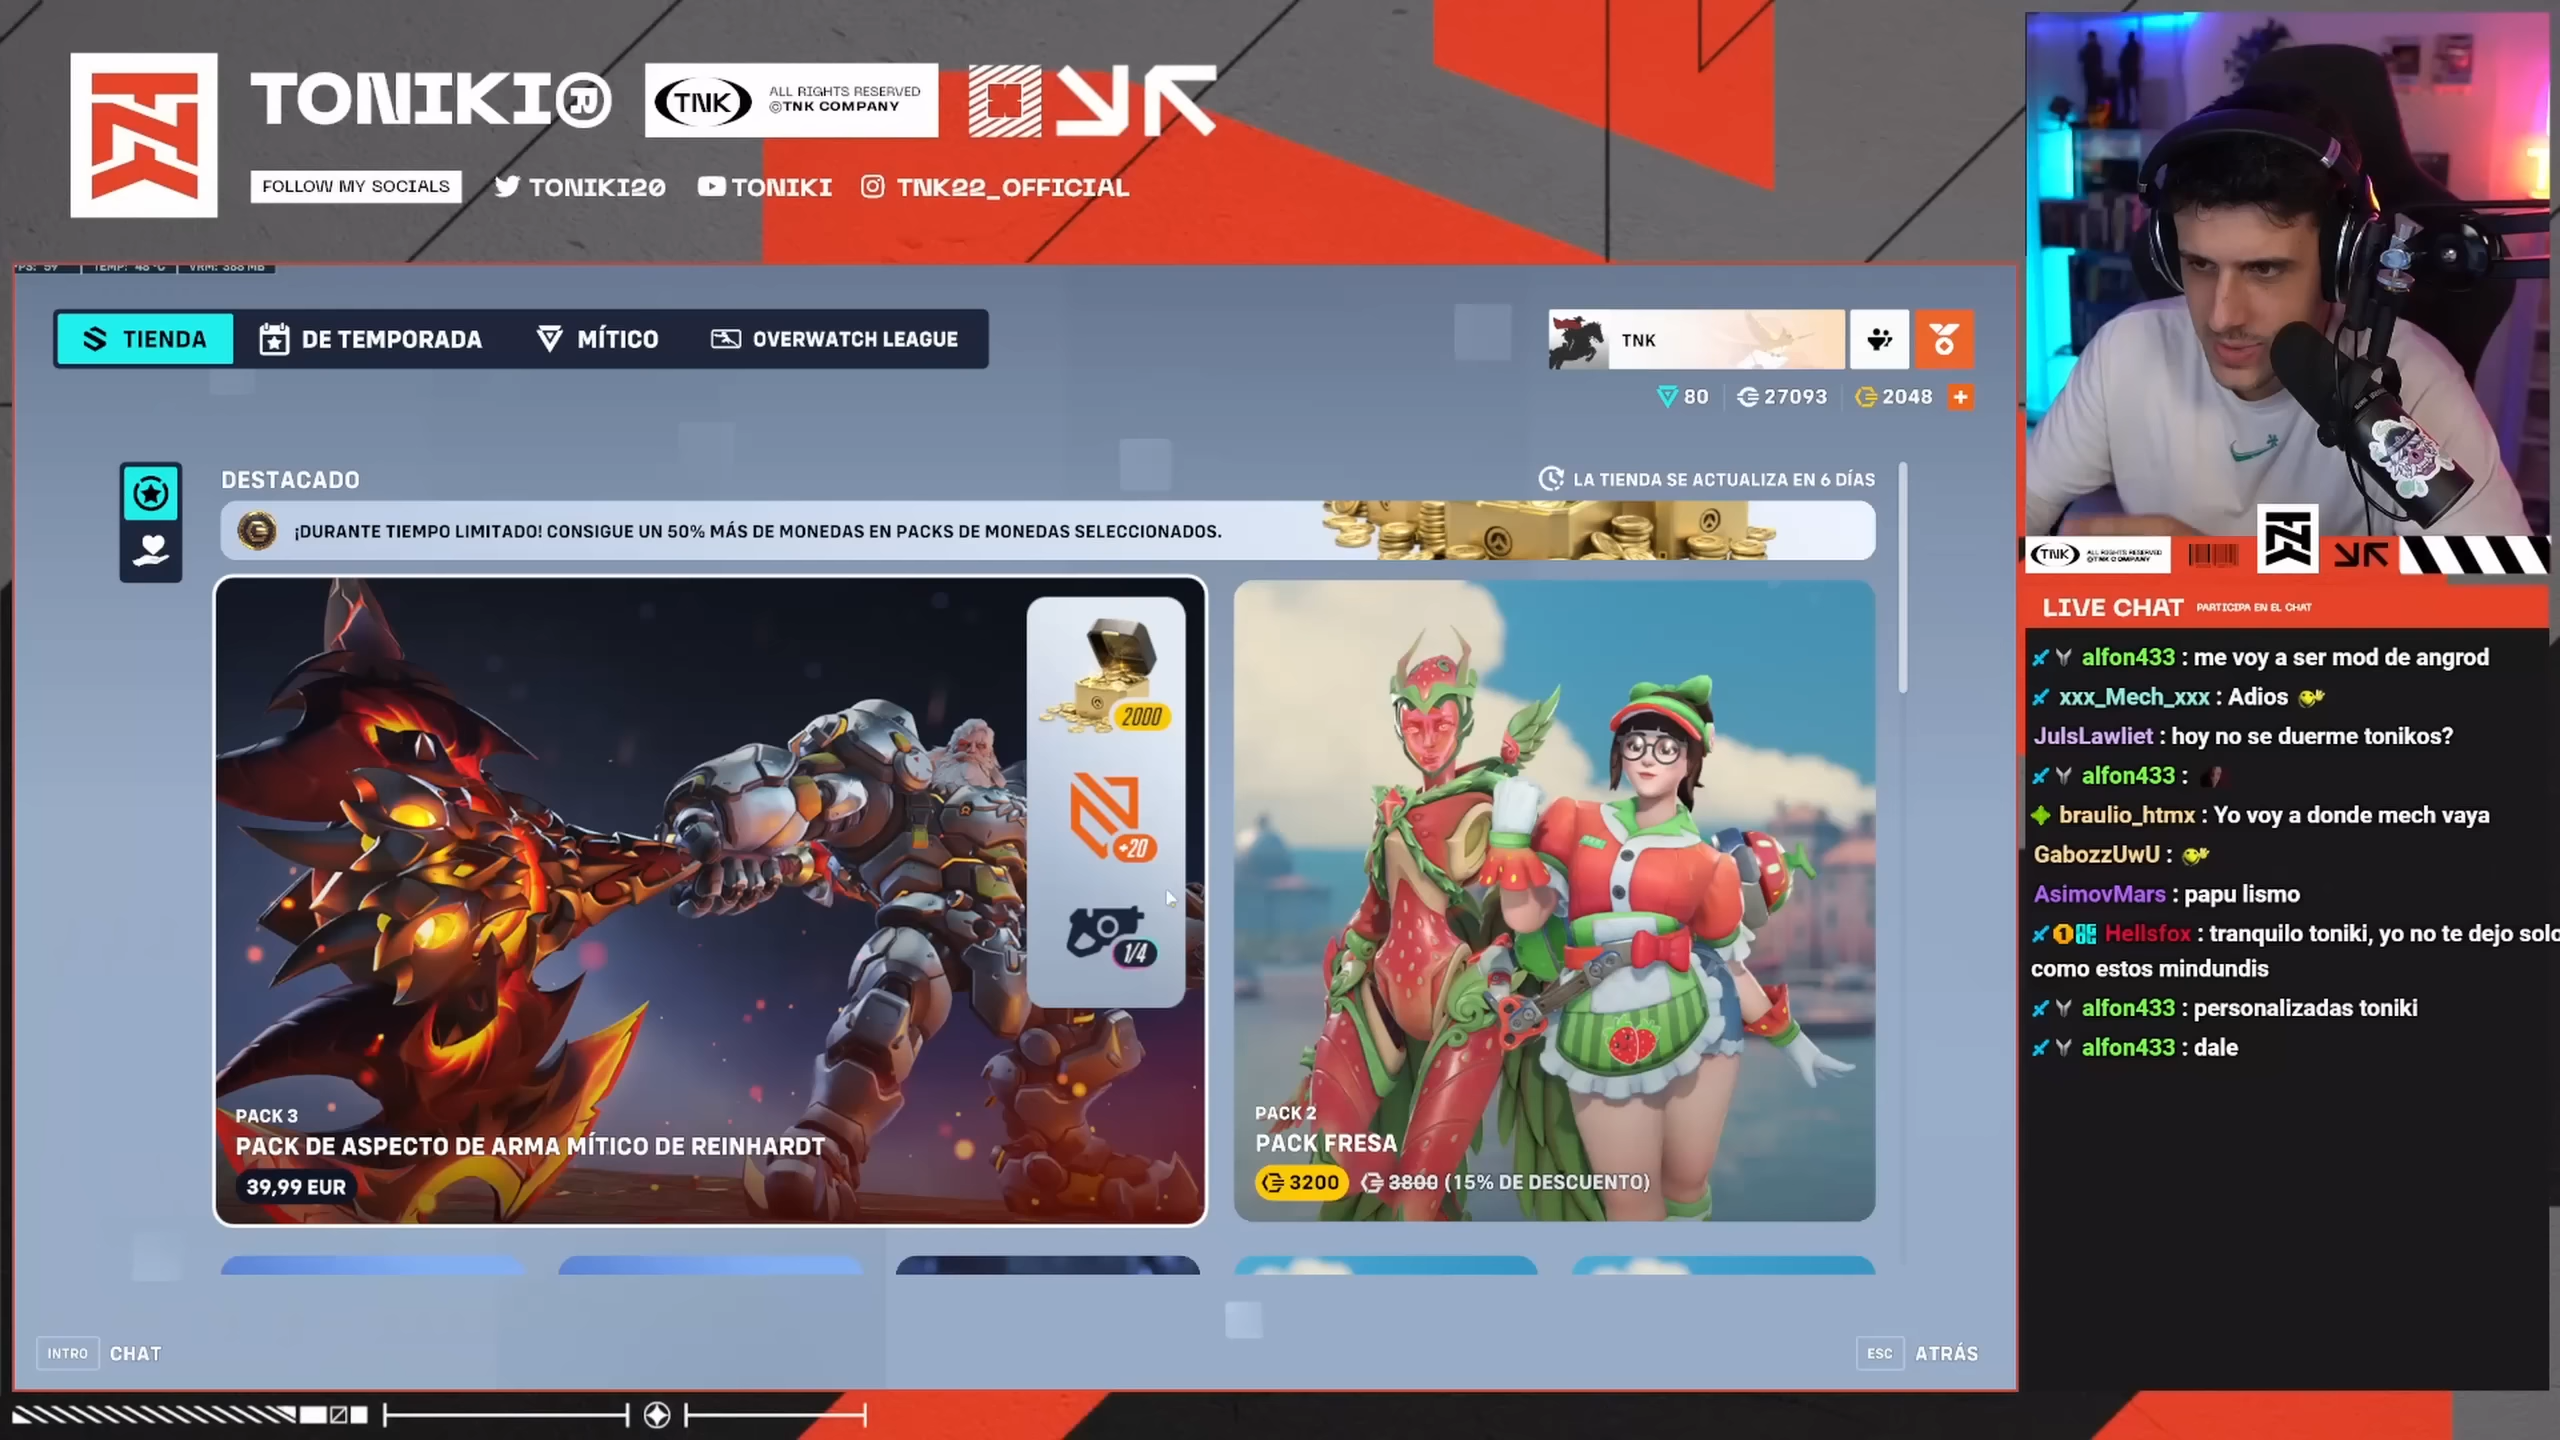 TONIKI®
TNK
ALL RIGHTS RESERVED
©TNK COMPANY
FOLLOW MY SOCIALS
TONIKI20
TONIKI
TNK22_OFFICIAL
TIENDA
DE TEMPORADA
MÍTICO
OVERWATCH LEAGUE
TNK
80
27093
2048
DESTACADO
LA TIENDA SE ACTUALIZA EN 6 DÍAS
¡DURANTE TIEMPO LIMITADO! CONSIGUE UN 50% MÁS DE MONEDAS EN PACKS DE MONEDAS SELECCIONADOS.
2000
+20
1/4
PACK 3
PACK DE ASPECTO DE ARMA MÍTICO DE REINHARDT
39,99 EUR
PACK 2
PACK FRESA
3200 3800 (15% DE DESCUENTO)
INTRO CHAT
ESC ATRÁS
TNK
ALL RIGHTS RESERVED
©TNK COMPANY
LIVE CHAT PARTICIPA EN EL CHAT
alfon433 : me voy a ser mod de angrod
xxx_Mech_xxx : Adios
JulsLawliet : hoy no se duerme tonikos?
alfon433 :
braulio_htmx : Yo voy a donde mech vaya
GabozzUwU :
AsimovMars : papu lismo
Hellsfox : tranquilo toniki, yo no te dejo solo
como estos mindundis
alfon433 : personalizadas toniki
alfon433 : dale